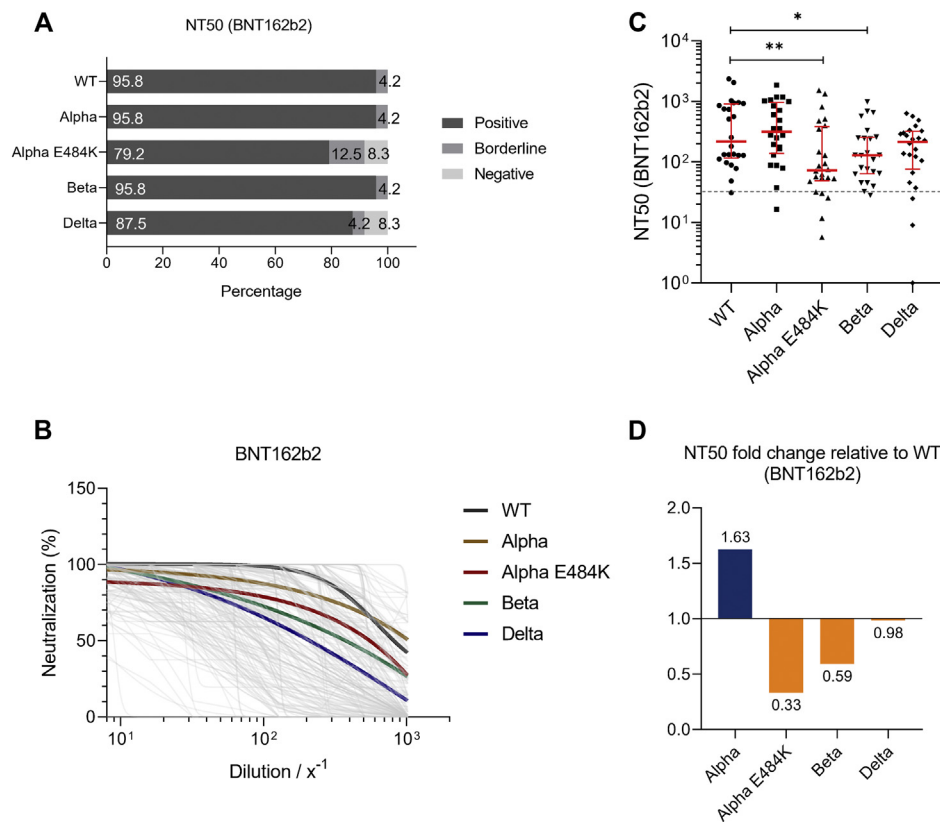 A
NT50 (BNT162b2)
WT 95.8 4.2
Alpha 95.8 4.2
Alpha E484K 79.2 12.5 8.3
Beta 95.8 4.2
Delta 87.5 4.2 8.3
0 20 40 60 80 100
Percentage
Positive
Borderline
Negative
C
NT50 (BNT162b2)
*
**
10⁴
10³
10²
10¹
10⁰
WT Alpha Alpha E484K Beta Delta
B
BNT162b2
Neutralization (%)
150
100
50
0
10¹ 10² 10³
Dilution / x⁻¹
WT
Alpha
Alpha E484K
Beta
Delta
D
NT50 fold change relative to WT
(BNT162b2)
2.0
1.5
1.0
0.5
0.0
1.63
0.33
0.59
0.98
Alpha Alpha E484K Beta Delta